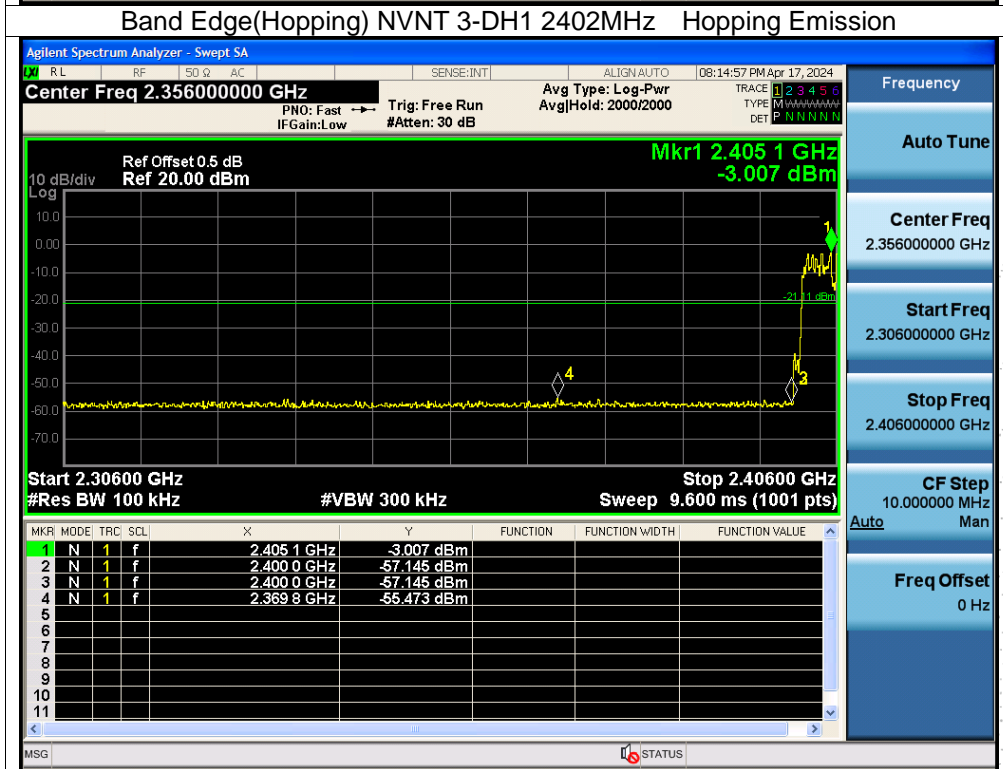 Band Edge(Hopping) NVNT 3-DH1 2402MHz Hopping Emission
Agilent Spectrum Analyzer - Swept SA
LXI RL RF 50 Ω AC SENSE:INT ALIGN AUTO 08:14:57 PM Apr 17, 2024
Center Freq 2.356000000 GHz
PNO: Fast
IFGain:Low
Trig: Free Run
#Atten: 30 dB
Avg Type: Log-Pwr
Avg|Hold: 2000/2000
TRACE 1 2 3 4 5 6
TYPE M WWWWW
DET P N N N N N
Ref Offset 0.5 dB
Ref 20.00 dBm
10 dB/div
Log
Mkr1 2.405 1 GHz
-3.007 dBm
10.0
0.00
-10.0
-20.0
-30.0
-40.0
-50.0
-60.0
-70.0
1
-21.11 dBm
4
3
Start 2.30600 GHz
Stop 2.40600 GHz
#Res BW 100 kHz
#VBW 300 kHz
Sweep 9.600 ms (1001 pts)
MKR MODE TRC SCL X Y FUNCTION FUNCTION WIDTH FUNCTION VALUE
1 N 1 f 2.405 1 GHz -3.007 dBm
2 N 1 f 2.400 0 GHz -57.145 dBm
3 N 1 f 2.400 0 GHz -57.145 dBm
4 N 1 f 2.369 8 GHz -55.473 dBm
5
6
7
8
9
10
11
MSG
STATUS
Frequency
Auto Tune
Center Freq
2.356000000 GHz
Start Freq
2.306000000 GHz
Stop Freq
2.406000000 GHz
CF Step
10.000000 MHz
Auto Man
Freq Offset
0 Hz